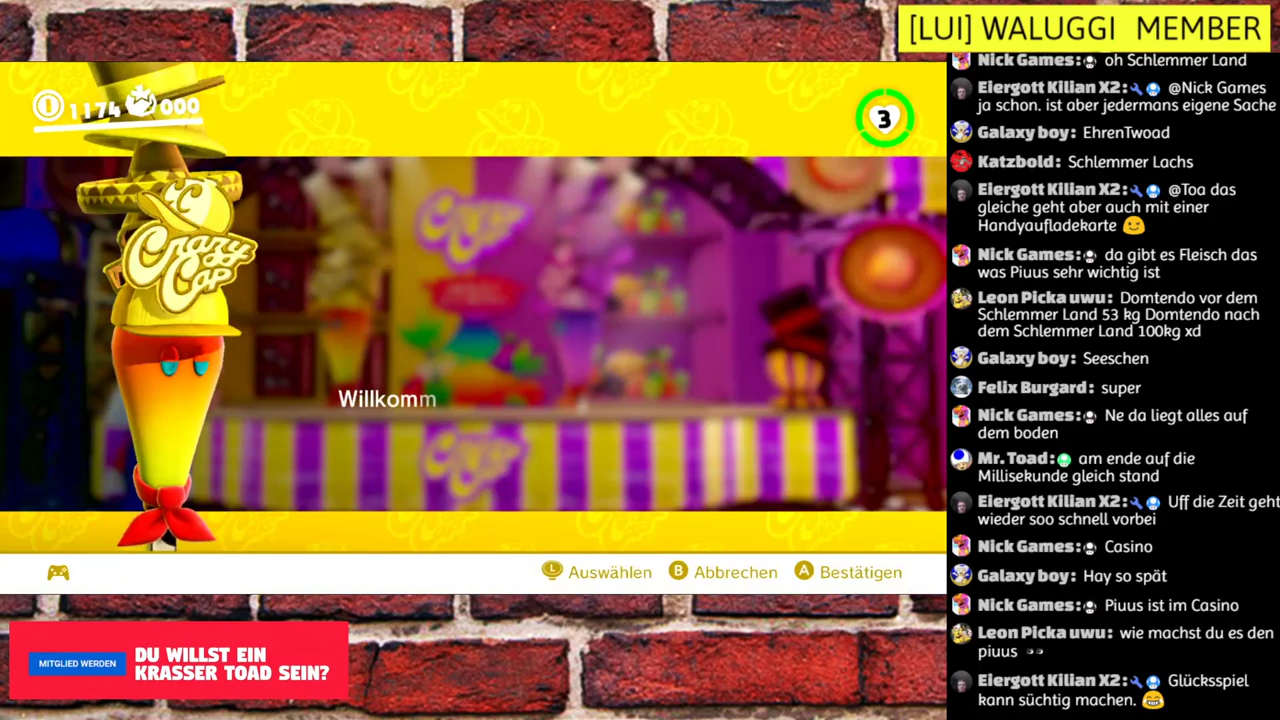 [LUI] WALUGGI MEMBER
1174 000
3
Crazy
Cap
Willkomm
Auswählen B Abbrechen A Bestätigen
MITGLIED WERDEN
DU WILLST EIN
KRASSER TOAD SEIN?
Nick Games: oh Schlemmer Land
Eiergott Kilian X2: @Nick Games
ja schon. ist aber jedermans eigene Sache
Galaxy boy: EhrenTwoad
Katzbold: Schlemmer Lachs
Eiergott Kilian X2: @Toa das
gleiche geht aber auch mit einer
Handyaufladekarte
Nick Games: da gibt es Fleisch das
was Piuus sehr wichtig ist
Leon Picka uwu: Domtendo vor dem
Schlemmer Land 53 kg Domtendo nach
dem Schlemmer Land 100kg xd
Galaxy boy: Seeschen
Felix Burgard: super
Nick Games: Ne da liegt alles auf
dem boden
Mr. Toad: am ende auf die
Millisekunde gleich stand
Eiergott Kilian X2: Uff die Zeit geht
wieder soo schnell vorbei
Nick Games: Casino
Galaxy boy: Hay so spät
Nick Games: Piuus ist im Casino
Leon Picka uwu: wie machst du es den
piuus
Eiergott Kilian X2: Glücksspiel
kann süchtig machen.